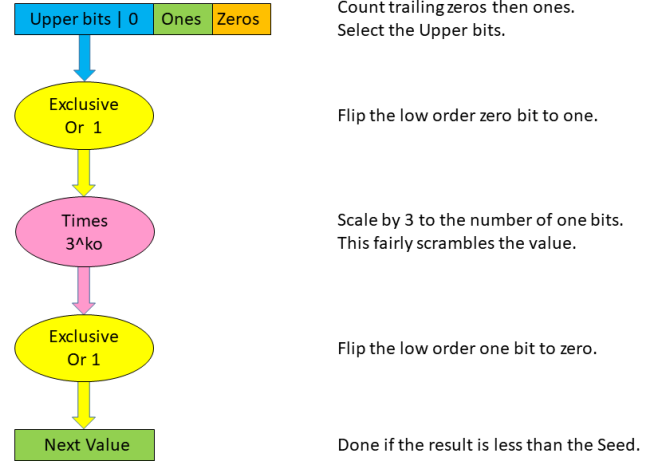 Upper bits | 0 Ones Zeros
Count trailing zeros then ones.
Select the Upper bits.
Exclusive
Or 1
Flip the low order zero bit to one.
Times
3^ko
Scale by 3 to the number of one bits.
This fairly scrambles the value.
Exclusive
Or 1
Flip the low order one bit to zero.
Next Value
Done if the result is less than the Seed.